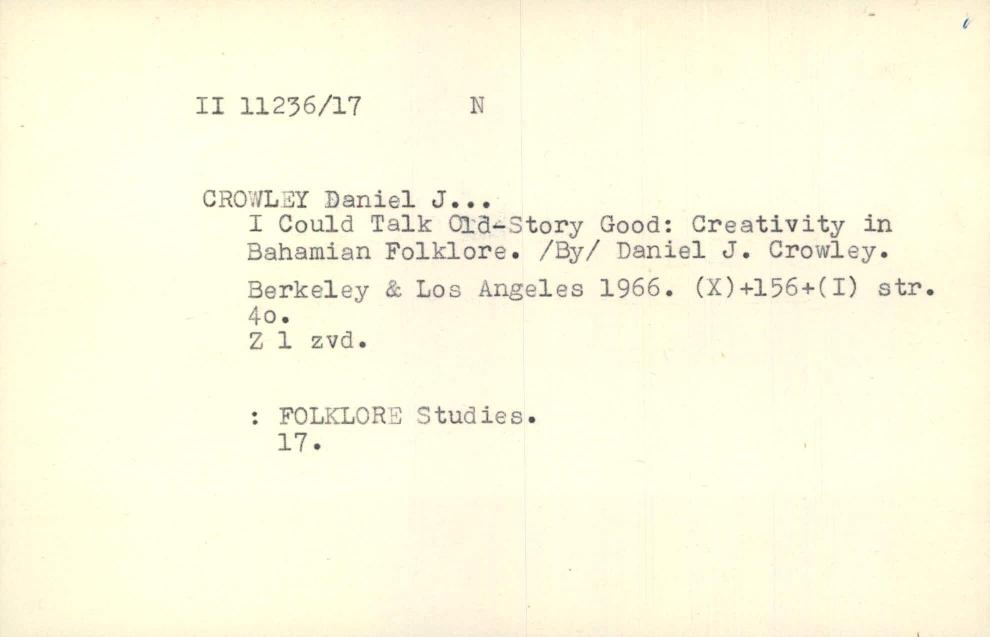 II 11236/17 N
CROWLEY Daniel J...
I Could Talk Old-Story Good: Creativity in
Bahamian Folklore. /By/ Daniel J. Crowley.
Berkeley & Los Angeles 1966. (X)+156+(I) str.
4o.
Z 1 zvd.
: FOLKLORE Studies.
17.